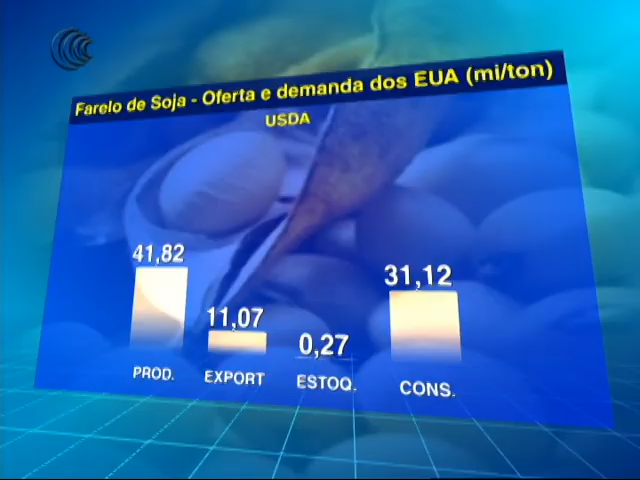 Farelo de Soja - Oferta e demanda dos EUA (mi/ton)
USDA
41,82
11,07
0,27
31,12
PROD.
EXPORT
ESTOQ.
CONS.